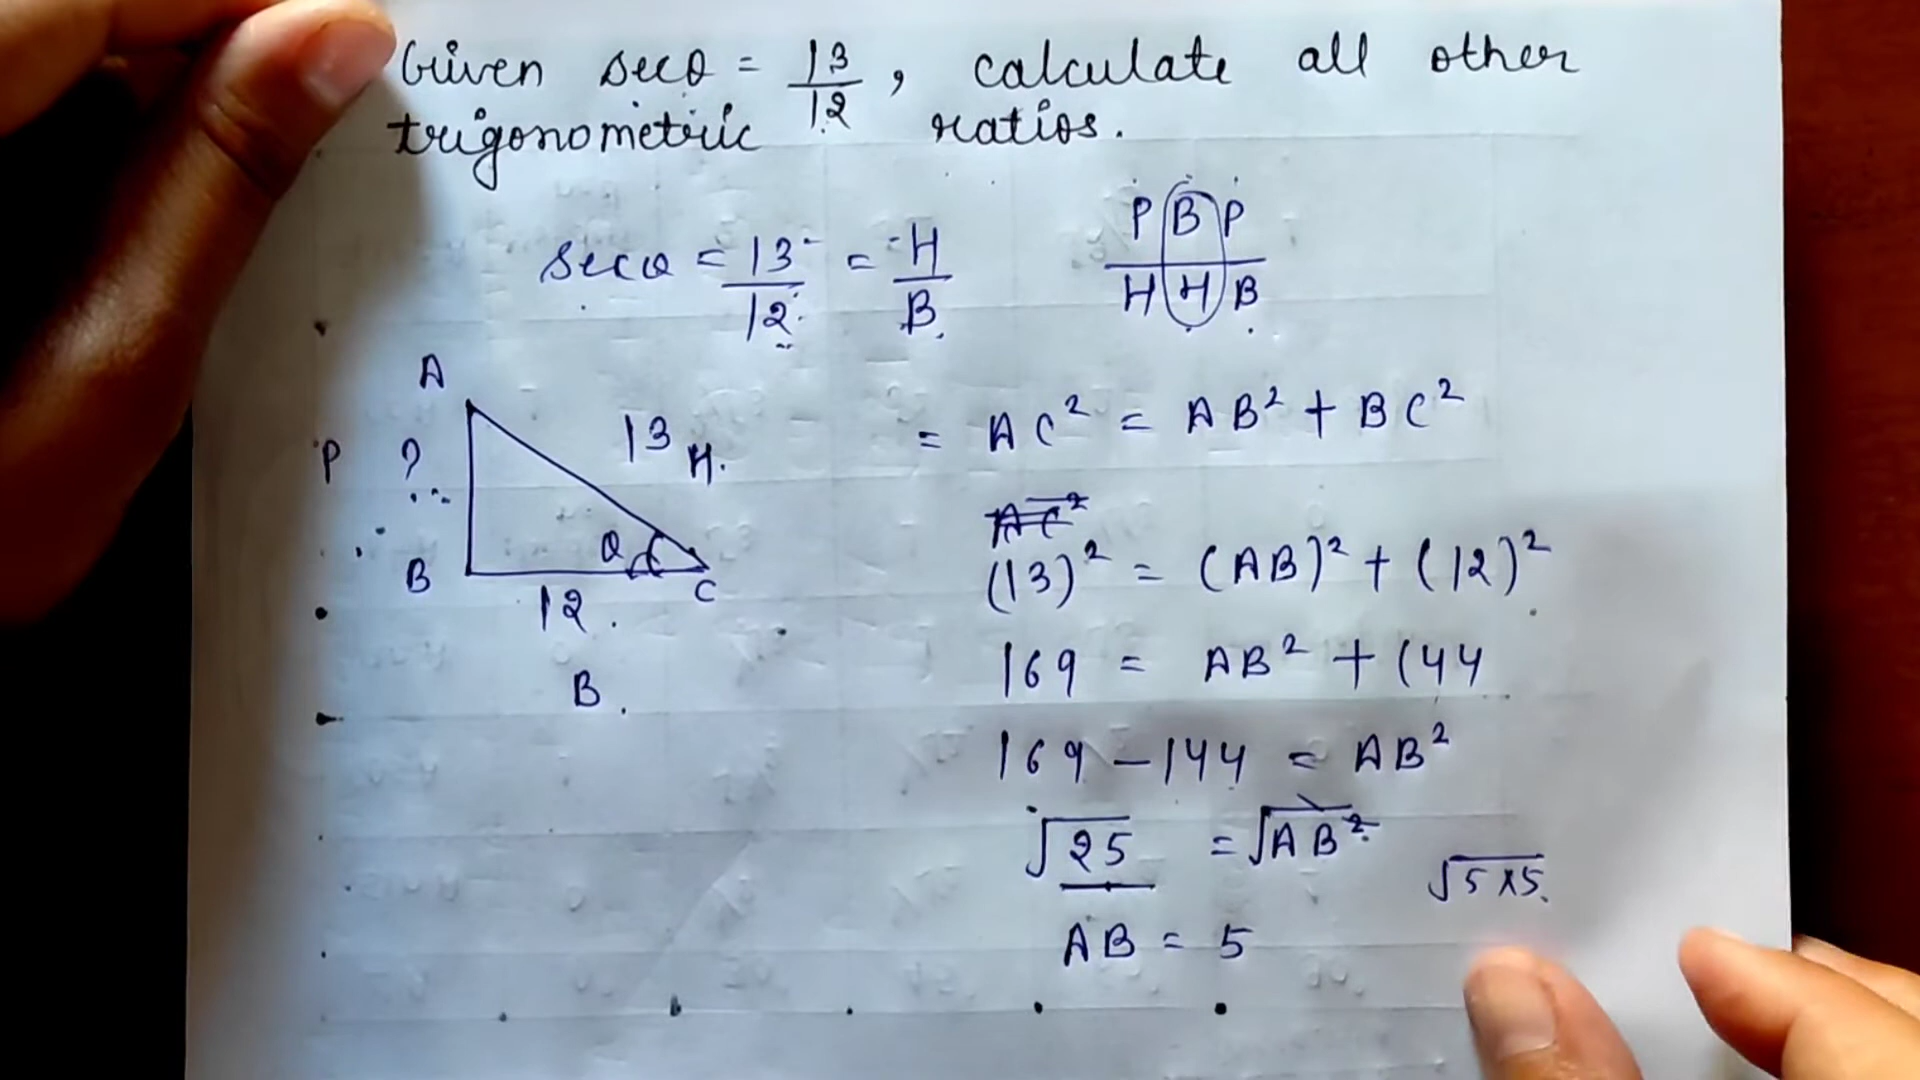 Given secθ = 13/12, calculate all other
trigonometric ratios.
secθ = 13/12 = H/B
P B P
H H B
A
P ? 13 H.
B θ C
12
B
= AC² = AB² + BC²
AC²
(13)² = (AB)² + (12)²
169 = AB² + 144
169 - 144 = AB²
√25 = √AB²
√5×5
AB = 5